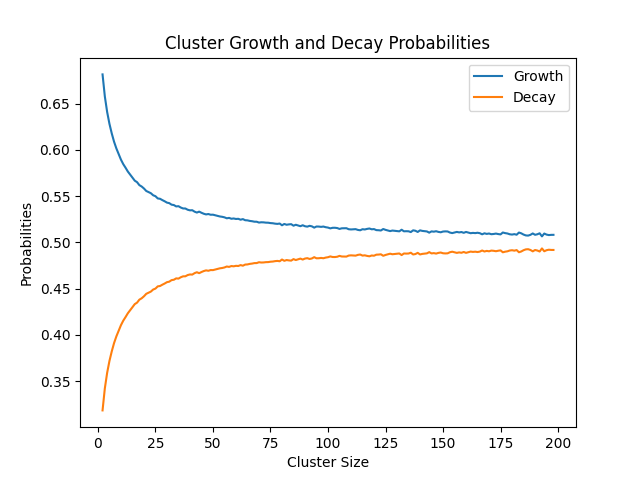 Cluster Growth and Decay Probabilities
Growth
Decay
0.65
0.60
0.55
0.50
0.45
0.40
0.35
Probabilities
0 25 50 75 100 125 150 175 200
Cluster Size